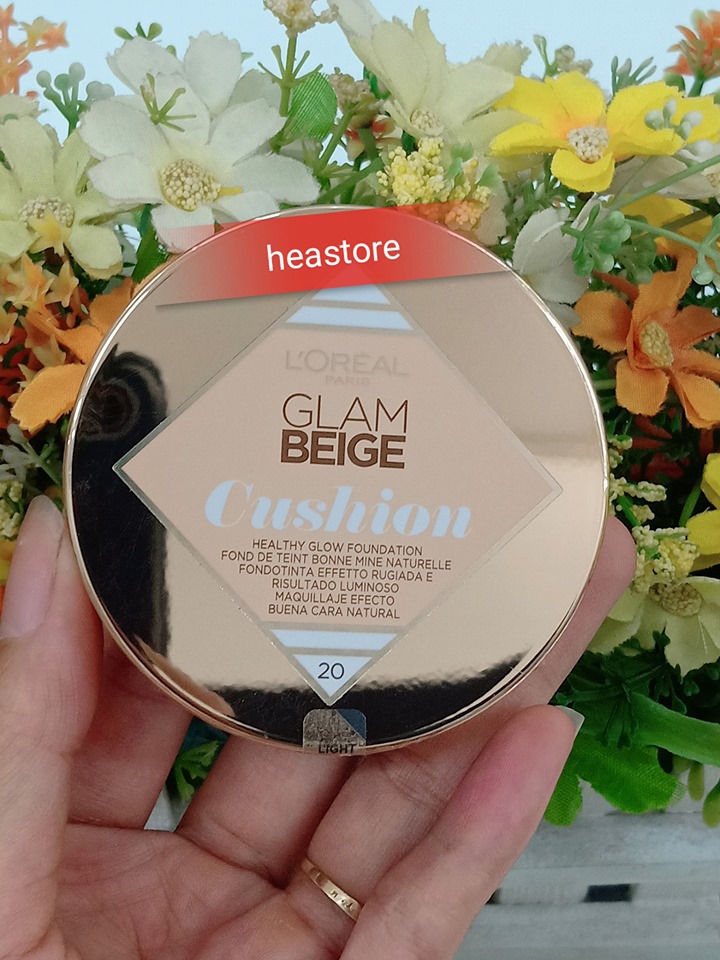 heastore
L'ORÉAL
PARIS
GLAM
BEIGE
Cushion
HEALTHY GLOW FOUNDATION
FOND DE TEINT BONNE MINE NATURELLE
FONDOTINTA EFFETTO RUGIADA E
RISULTADO LUMINOSO
MAQUILLAJE EFECTO
BUENA CARA NATURAL
20
LIGHT